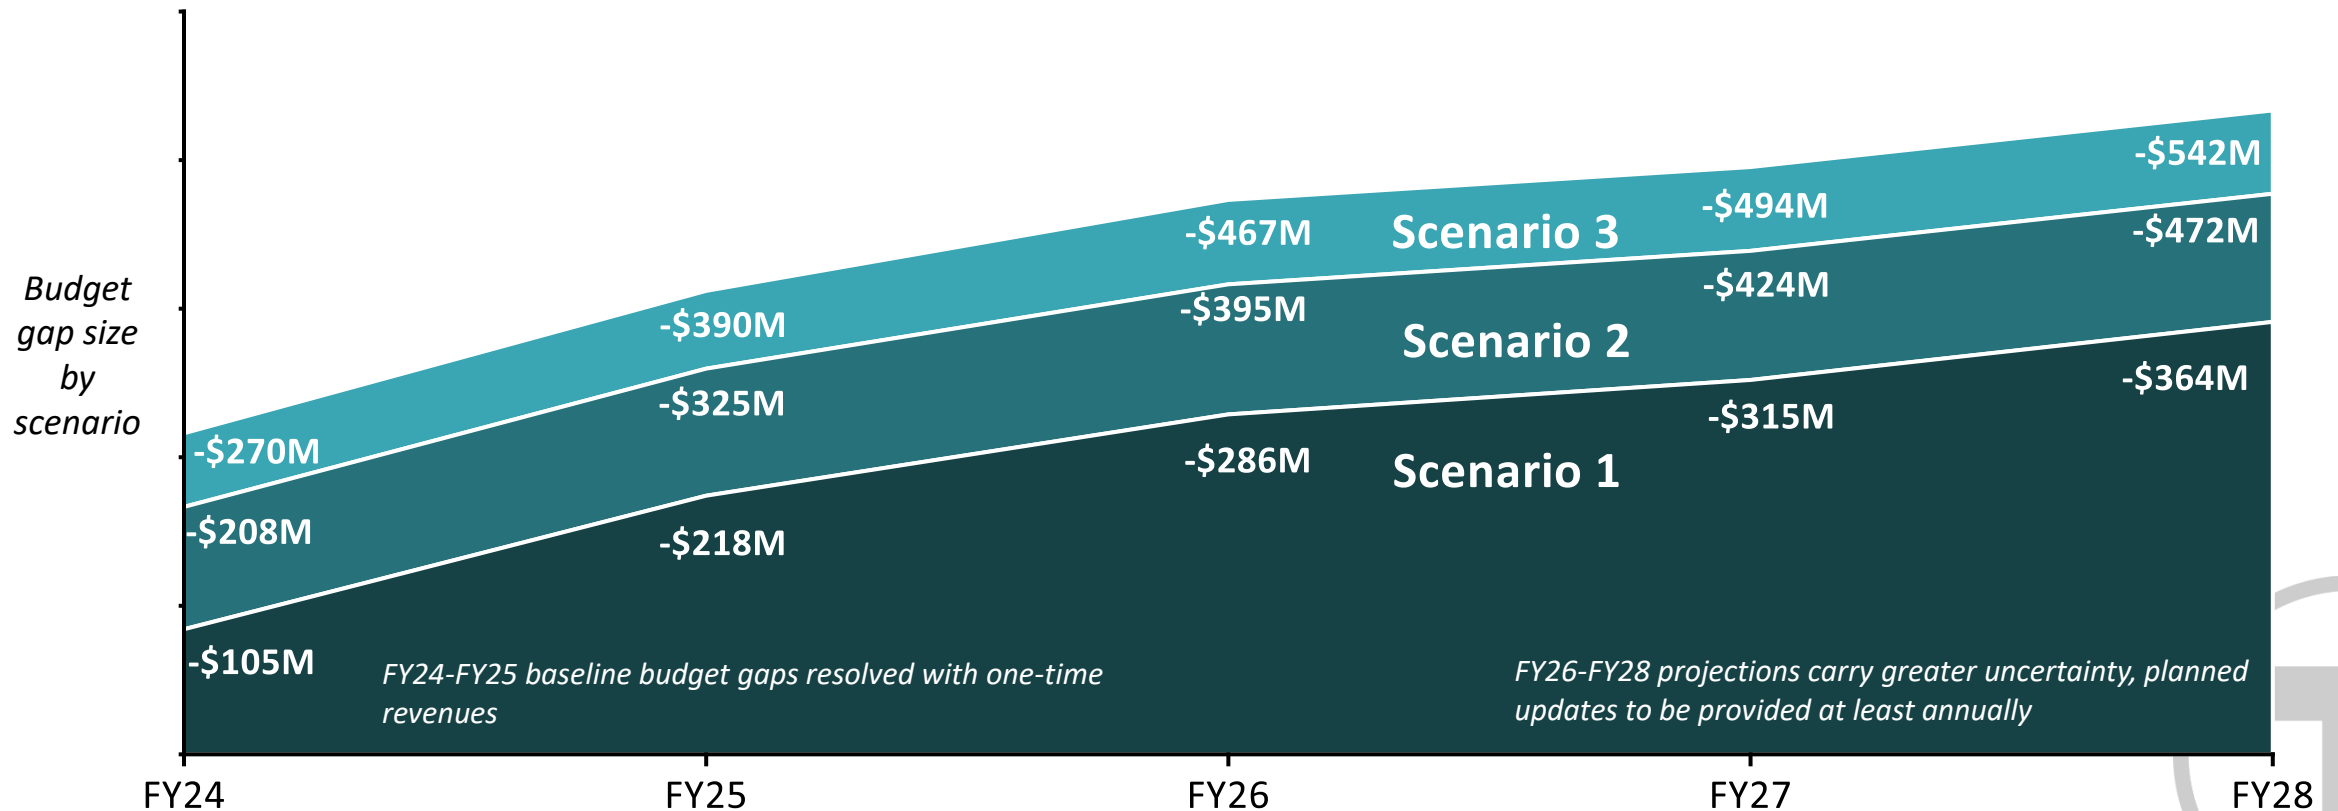 Budget
gap size
by
scenario
-$542M
-$494M
-$467M
Scenario 3
-$472M
-$390M
-$424M
-$395M
Scenario 2
-$364M
-$325M
-$315M
-$270M
-$286M
Scenario 1
-$208M
-$218M
-$105M
FY24-FY25 baseline budget gaps resolved with one-time
revenues
FY26-FY28 projections carry greater uncertainty, planned
updates to be provided at least annually
FY24
FY25
FY26
FY27
FY28